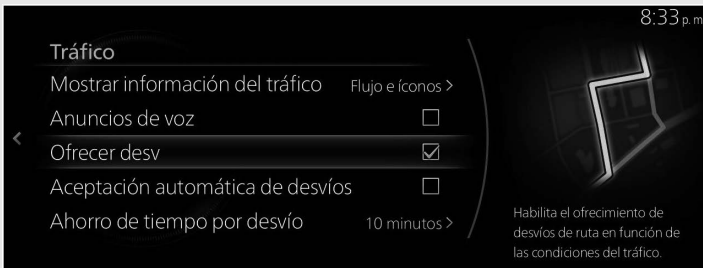 8:33 p. m
Tráfico
Mostrar información del tráfico Flujo e íconos >
Anuncios de voz
Ofrecer desv
Aceptación automática de desvíos
Ahorro de tiempo por desvío 10 minutos >
Habilita el ofrecimiento de
desvíos de ruta en función de
las condiciones del tráfico.